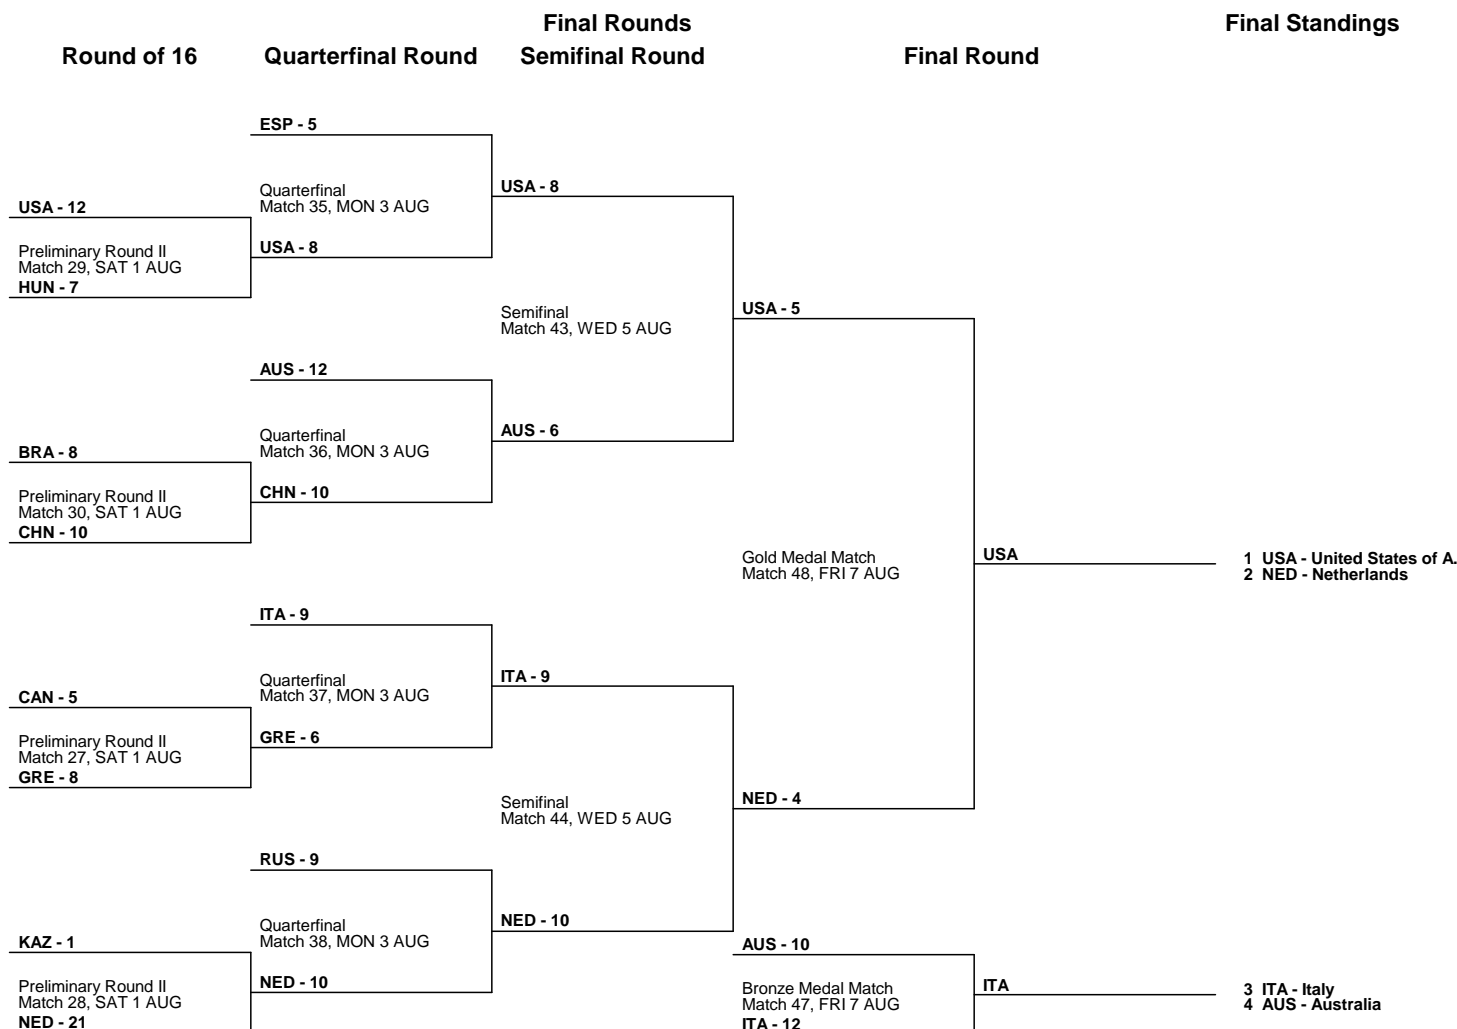 Final Rounds
Final Standings
Round of 16
Quarterfinal Round
Semifinal Round
Final Round
USA - 12
Preliminary Round II
Match 29, SAT 1 AUG
HUN - 7
BRA - 8
Preliminary Round II
Match 30, SAT 1 AUG
CHN - 10
CAN - 5
Preliminary Round II
Match 27, SAT 1 AUG
GRE - 8
KAZ - 1
Preliminary Round II
Match 28, SAT 1 AUG
NED - 21
ESP - 5
Quarterfinal
Match 35, MON 3 AUG
USA - 8
AUS - 12
Quarterfinal
Match 36, MON 3 AUG
CHN - 10
ITA - 9
Quarterfinal
Match 37, MON 3 AUG
GRE - 6
RUS - 9
Quarterfinal
Match 38, MON 3 AUG
NED - 10
USA - 8
Semifinal
Match 43, WED 5 AUG
AUS - 6
ITA - 9
Semifinal
Match 44, WED 5 AUG
NED - 10
USA - 5
Gold Medal Match
Match 48, FRI 7 AUG
NED - 4
AUS - 10
Bronze Medal Match
Match 47, FRI 7 AUG
ITA - 12
USA
ITA
1 USA - United States of A.
2 NED - Netherlands
3 ITA - Italy
4 AUS - Australia